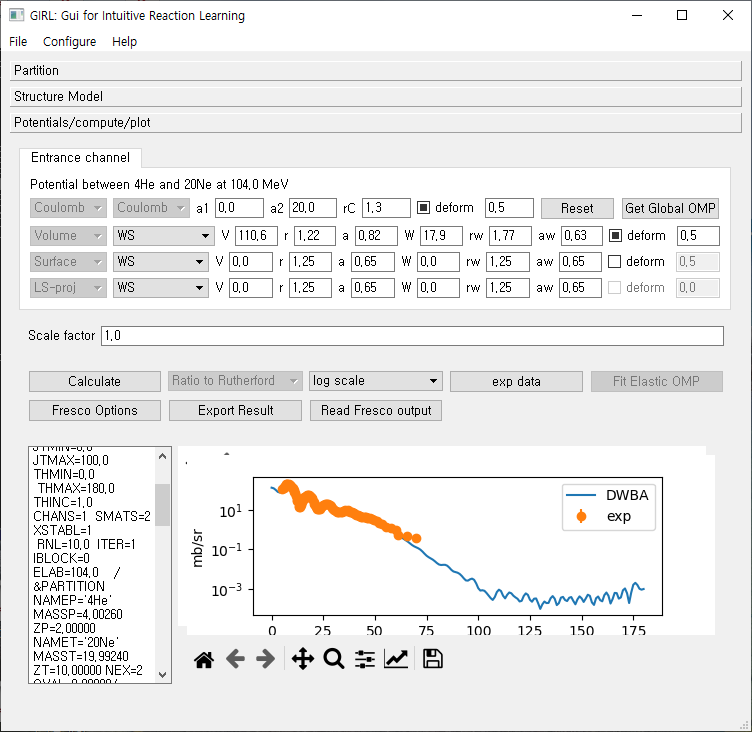 GIRL: Gui for Intuitive Reaction Learning
File Configure Help
Partition
Structure Model
Potentials/compute/plot
Entrance channel
Potential between 4He and 20Ne at 104,0 MeV
Coulomb Coulomb a1 0,0 a2 20,0 rC 1,3 deform 0,5 Reset Get Global OMP
Volume WS V 110,6 r 1,22 a 0,82 W 17,9 rw 1,77 aw 0,63 deform 0,5
Surface WS V 0,0 r 1,25 a 0,65 W 0,0 rw 1,25 aw 0,65 deform 0,5
LS-proj WS V 0,0 r 1,25 a 0,65 W 0,0 rw 1,25 aw 0,65 deform 0,0
Scale factor 1,0
Calculate Ratio to Rutherford log scale exp data Fit Elastic OMP
Fresco Options Export Result Read Fresco output
JTMIN=0,0
JTMAX=100,0
THMIN=0,0
THMAX=180,0
THINC=1,0
CHANS=1 SMATS=2
XSTABL=1
RNL=10,0 ITER=1
IBLOCK=0
ELAB=104,0 /
&PARTITION
NAMEP='4He'
MASSP=4,00260
ZP=2,00000
NAMET='20Ne'
MASST=19,99240
ZT=10,00000 NEX=2
QVAL=0,00000/
DWBA
exp
mb/sr
10¹
10⁻¹
10⁻³
0 25 50 75 100 125 150 175